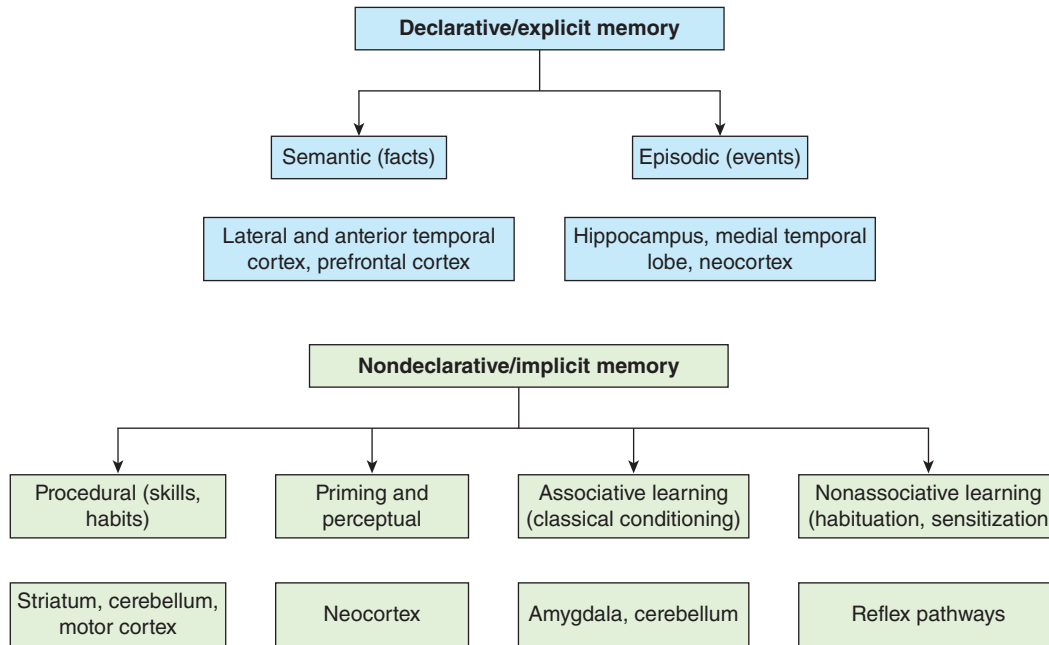 Declarative/explicit memory
Semantic (facts)
Episodic (events)
Lateral and anterior temporal
cortex, prefrontal cortex
Hippocampus, medial temporal
lobe, neocortex
Nondeclarative/implicit memory
Procedural (skills,
habits)
Priming and
perceptual
Associative learning
(classical conditioning)
Nonassociative learning
(habituation, sensitization
Striatum, cerebellum,
motor cortex
Neocortex
Amygdala, cerebellum
Reflex pathways